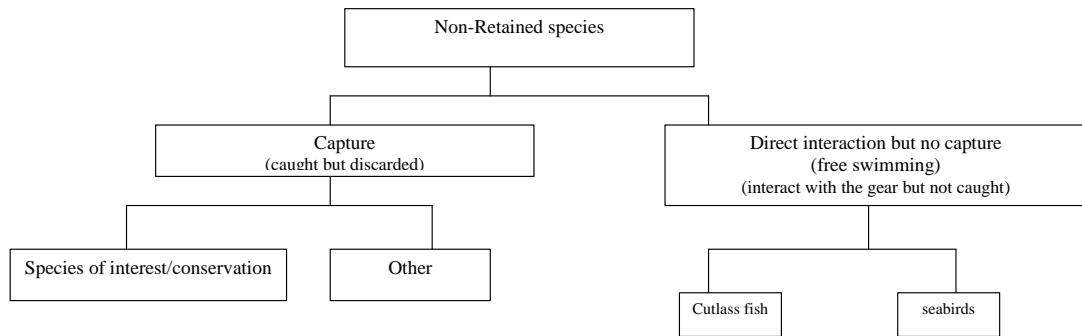 Non-Retained species
Capture
(caught but discarded)
Direct interaction but no capture
(free swimming)
(interact with the gear but not caught)
Species of interest/conservation
Other
Cutlass fish
seabirds